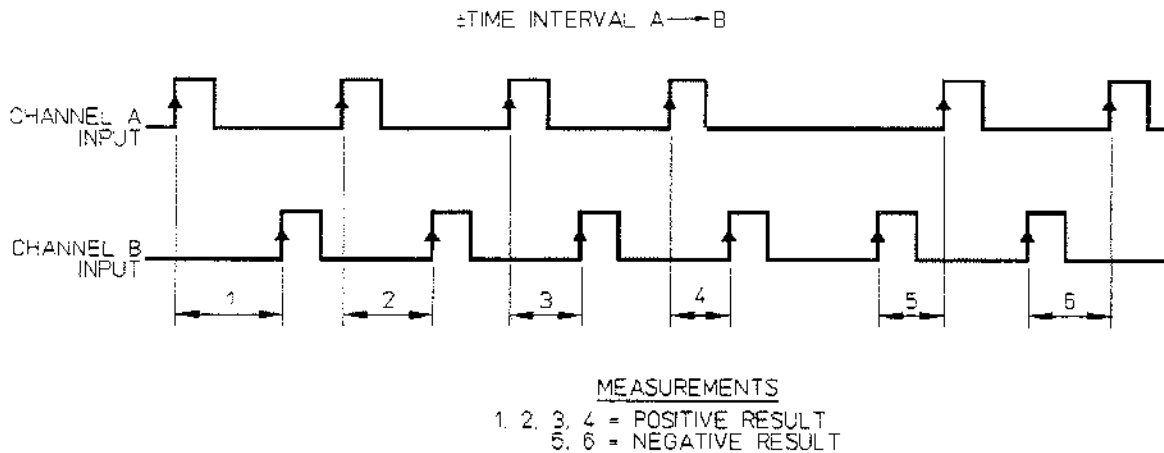 ±TIME INTERVAL A→B
CHANNEL A
INPUT
CHANNEL B
INPUT
1 2 3 4 5 6
MEASUREMENTS
1, 2, 3, 4 = POSITIVE RESULT
5, 6 = NEGATIVE RESULT